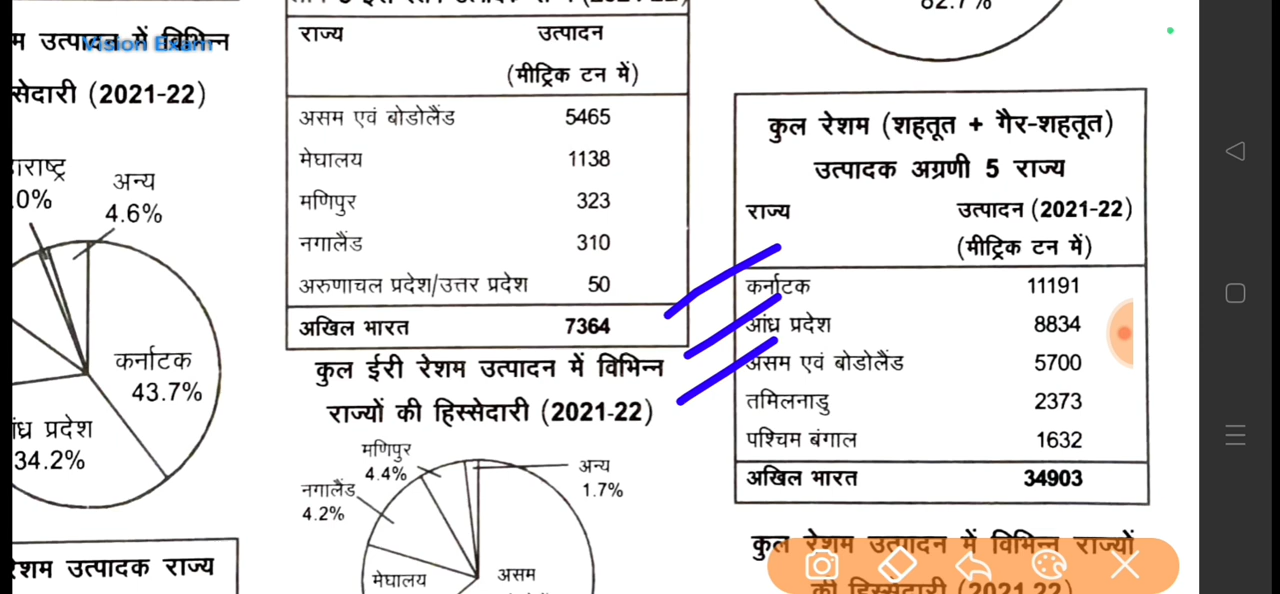 म उत्पादन में विभिन्न
Vision Exam
सेदारी (2021-22)
अन्य
4.6%
कर्नाटक
43.7%
34.2%
रेशम उत्पादक राज्य
राज्य उत्पादन
(मीट्रिक टन में)
असम एवं बोडोलैंड 5465
मेघालय 1138
मणिपुर 323
नगालैंड 310
अरुणाचल प्रदेश/उत्तर प्रदेश 50
अखिल भारत 7364
कुल ईरी रेशम उत्पादन में विभिन्न
राज्यों की हिस्सेदारी (2021-22)
मणिपुर
4.4%
अन्य
1.7%
नगालैंड
4.2%
मेघालय
असम
82.7%
कुल रेशम (शहतूत + गैर-शहतूत)
उत्पादक अग्रणी 5 राज्य
राज्य उत्पादन (2021-22)
(मीट्रिक टन में)
कर्नाटक 11191
आंध्र प्रदेश 8834
असम एवं बोडोलैंड 5700
तमिलनाडु 2373
पश्चिम बंगाल 1632
अखिल भारत 34903
कुल रेशम उत्पादन में विभिन्न राज्यों
की हिस्सेदारी (2021-22)